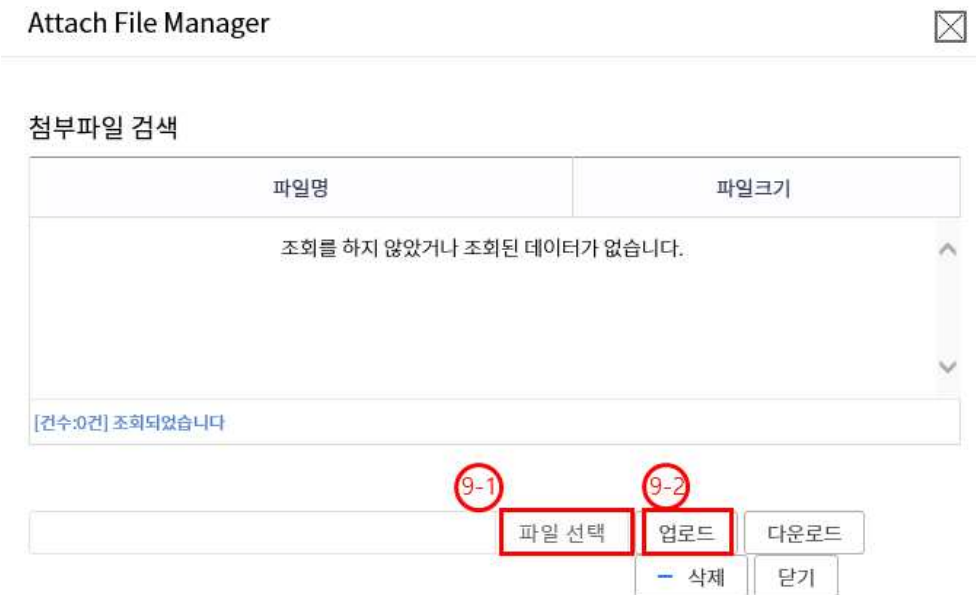 Attach File Manager
첨부파일 검색
파일명 파일크기
조회를 하지 않았거나 조회된 데이터가 없습니다.
[건수:0건] 조회되었습니다
9-1 9-2
파일 선택 업로드 다운로드
삭제 닫기